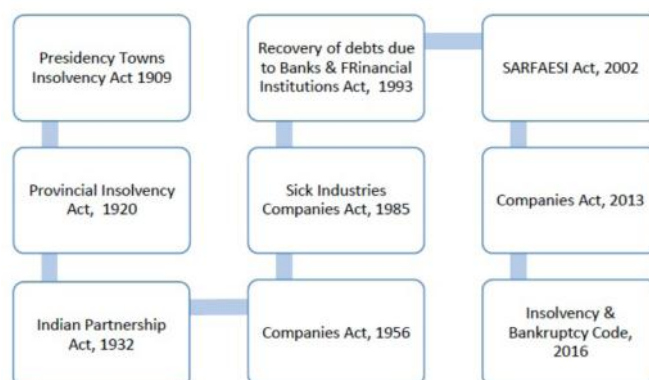 Presidency Towns
Insolvency Act 1909
Provincial Insolvency
Act, 1920
Indian Partnership
Act, 1932
Companies Act, 1956
Sick Industries
Companies Act, 1985
Recovery of debts due
to Banks & FRinancial
Institutions Act, 1993
SARFAESI Act, 2002
Companies Act, 2013
Insolvency &
Bankruptcy Code,
2016